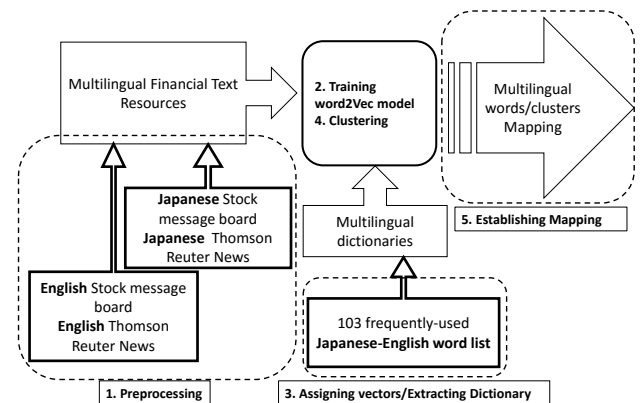 Multilingual Financial Text
Resources
2. Training
word2Vec model
4. Clustering
Multilingual
words/clusters
Mapping
Japanese Stock
message board
Japanese Thomson
Reuter News
Multilingual
dictionaries
5. Establishing Mapping
English Stock message
board
English Thomson
Reuter News
103 frequently-used
Japanese-English word list
1. Preprocessing
3. Assigning vectors/Extracting Dictionary